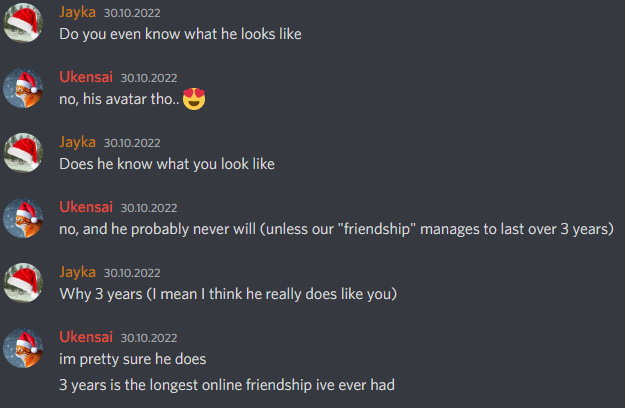 Jayka 30.10.2022
Do you even know what he looks like
Ukensai 30.10.2022
no, his avatar tho.. 😍
Jayka 30.10.2022
Does he know what you look like
Ukensai 30.10.2022
no, and he probably never will (unless our "friendship" manages to last over 3 years)
Jayka 30.10.2022
Why 3 years (I mean I think he really does like you)
Ukensai 30.10.2022
im pretty sure he does
3 years is the longest online friendship ive ever had